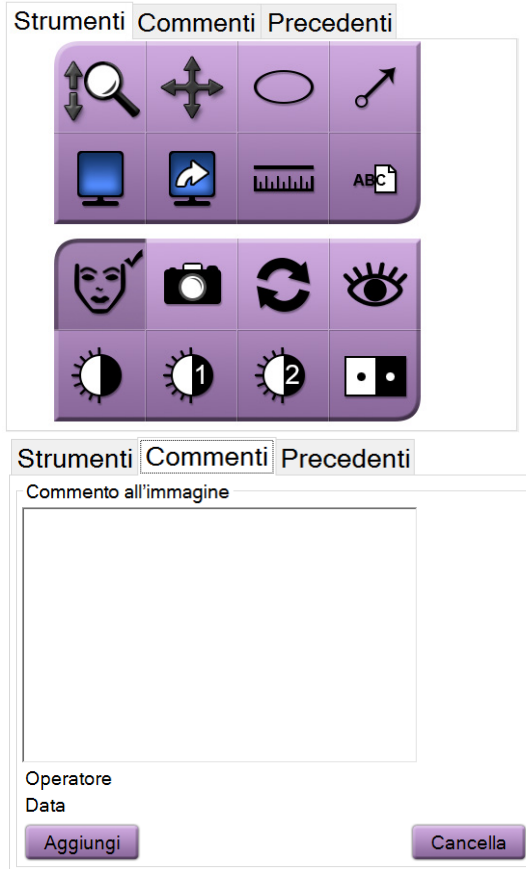 Strumenti Commenti Precedenti
ABC
1 2
Strumenti Commenti Precedenti
Commento all'immagine
Operatore
Data
Aggiungi Cancella